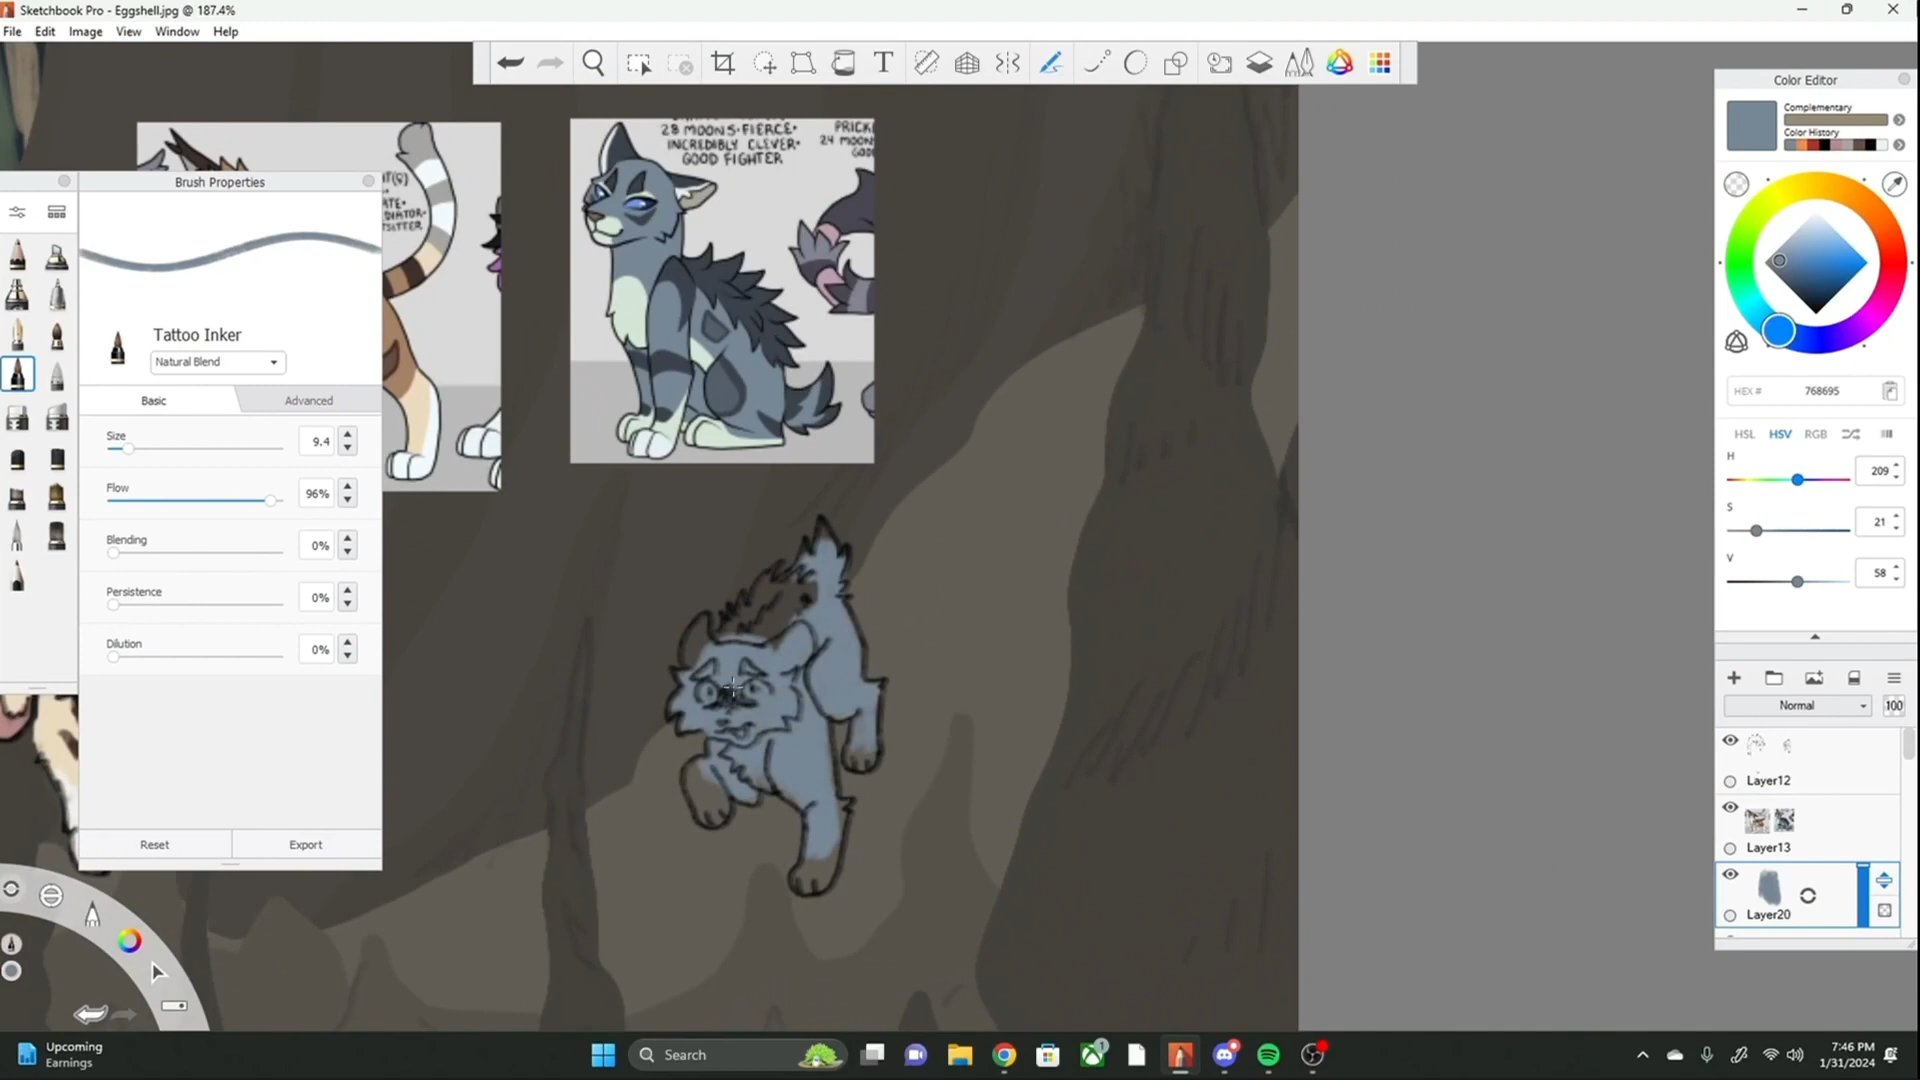 Sketchbook Pro - Eggshell.jpg @ 187.4%
File Edit Image View Window Help
Color Editor
Complementary
Color History
28 MOONS•FIERCE•
INCREDIBLY CLEVER•
GOOD FIGHTER
24 MOON
Brush Properties
Tattoo Inker
Natural Blend
Basic Advanced
Size 9.4
Flow 96%
Blending 0%
Persistence 0%
Dilution 0%
Reset Export
HEX # 768695
HSL HSV RGB
H 209
S 21
V 58
Normal 100
Layer12
Layer13
Layer20
Upcoming
Earnings
Search
1
7:46 PM
1/31/2024